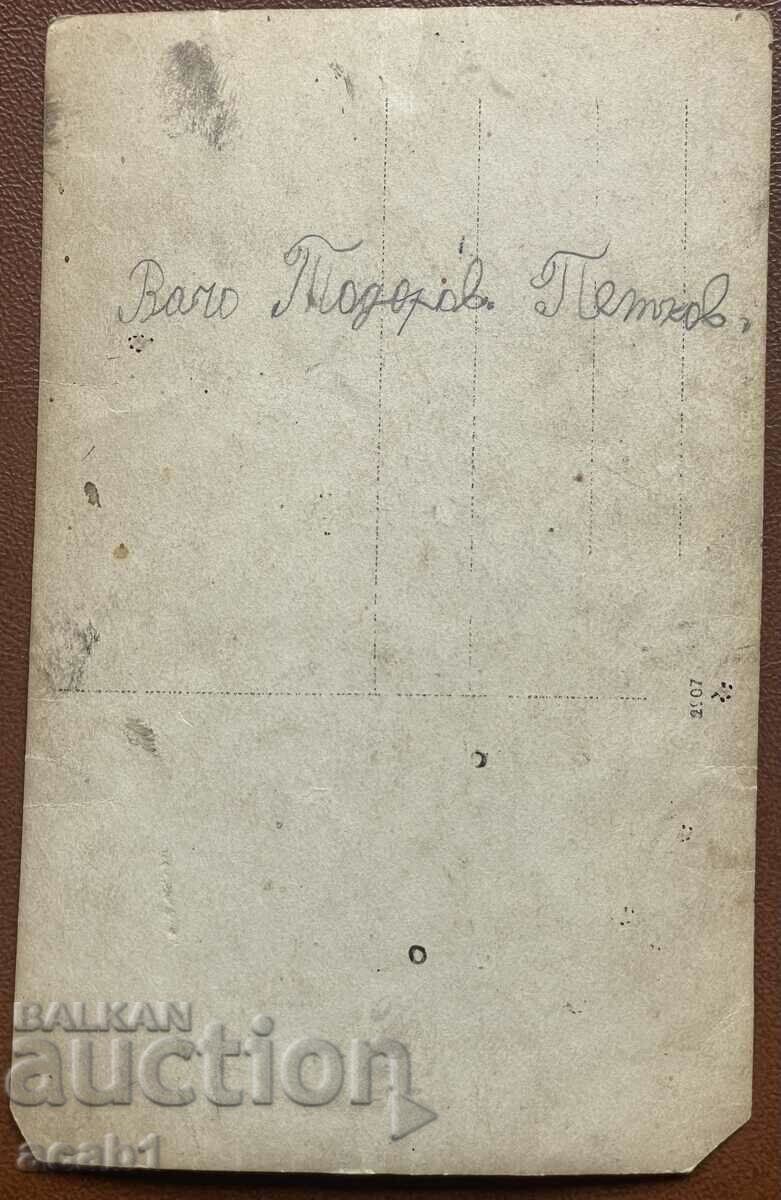 Вачо Тодоров. Петков.
2907
BALKAN
auction
acab1